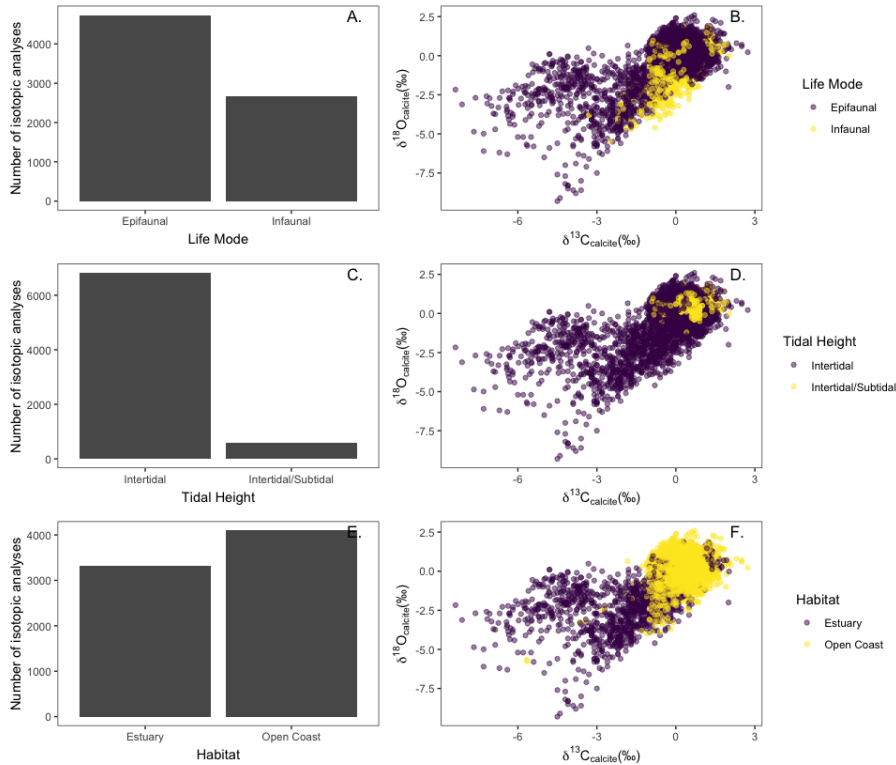 A.
Number of isotopic analyses
4000
3000
2000
1000
0
Epifaunal
Infaunal
Life Mode
B.
δ18Ocalcite(‰)
2.5
0.0
-2.5
-5.0
-7.5
-6
-3
0
3
δ13Ccalcite(‰)
Life Mode
Epifaunal
Infaunal
C.
Number of isotopic analyses
6000
4000
2000
0
Intertidal
Intertidal/Subtidal
Tidal Height
D.
δ18Ocalcite(‰)
2.5
0.0
-2.5
-5.0
-7.5
-6
-3
0
3
δ13Ccalcite(‰)
Tidal Height
Intertidal
Intertidal/Subtidal
E.
Number of isotopic analyses
4000
3000
2000
1000
0
Estuary
Open Coast
Habitat
F.
δ18Ocalcite(‰)
2.5
0.0
-2.5
-5.0
-7.5
-6
-3
0
3
δ13Ccalcite(‰)
Habitat
Estuary
Open Coast